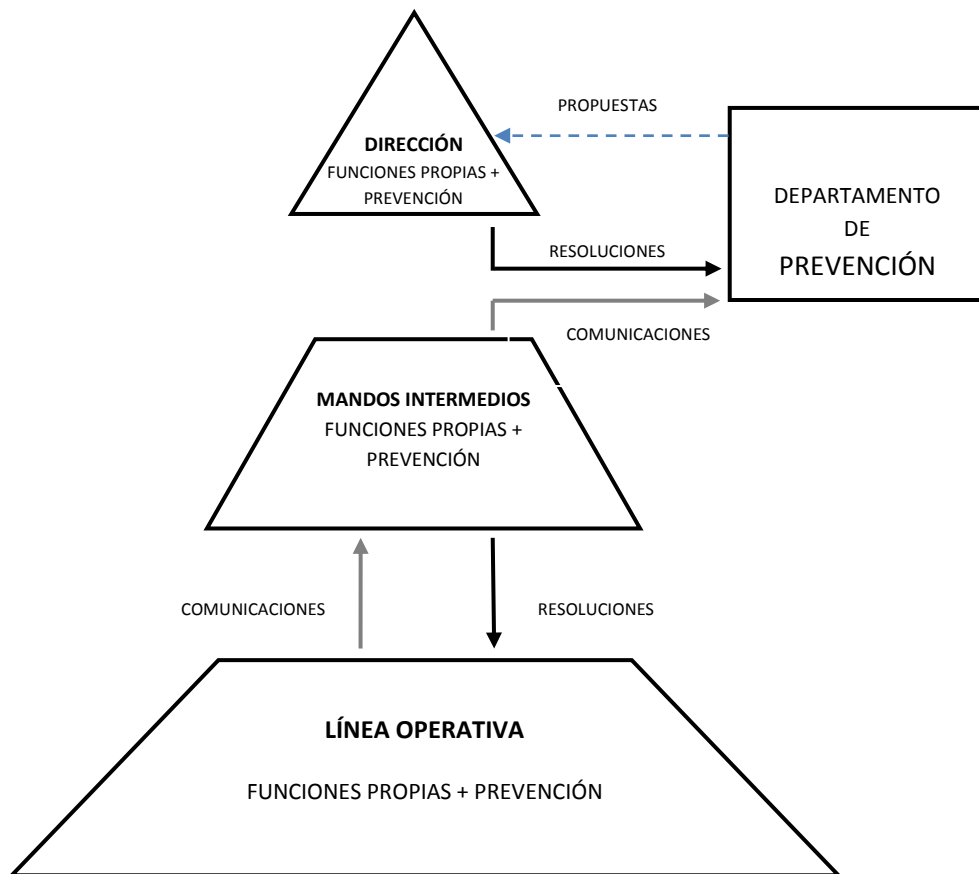 PROPUESTAS
DIRECCIÓN
FUNCIONES PROPIAS +
PREVENCIÓN
DEPARTAMENTO
DE
PREVENCIÓN
RESOLUCIONES
COMUNICACIONES
MANDOS INTERMEDIOS
FUNCIONES PROPIAS +
PREVENCIÓN
COMUNICACIONES
RESOLUCIONES
LÍNEA OPERATIVA
FUNCIONES PROPIAS + PREVENCIÓN